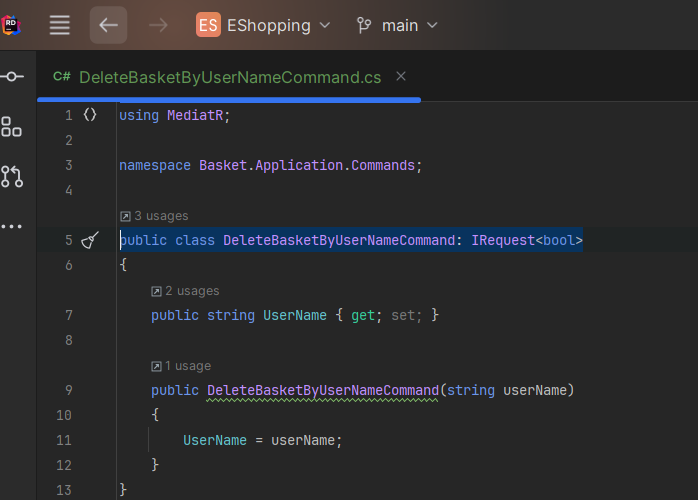 RD
ES EShopping main
C# DeleteBasketByUserNameCommand.cs
1 {} using MediatR;
2
3 namespace Basket.Application.Commands;
4
3 usages
5 public class DeleteBasketByUserNameCommand: IRequest<bool>
6 {
2 usages
7 public string UserName { get; set; }
8
1 usage
9 public DeleteBasketByUserNameCommand(string userName)
10 {
11 UserName = userName;
12 }
13 }